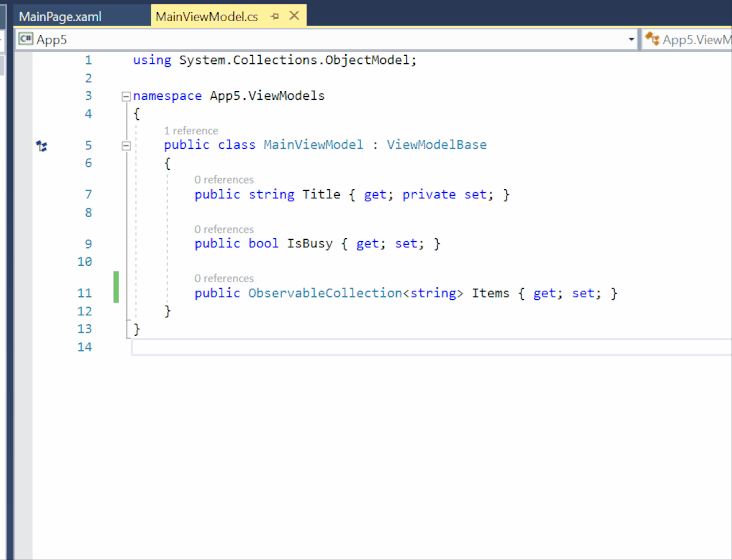 MainPage.xaml MainViewModel.cs
C# App5 App5.ViewM
1 using System.Collections.ObjectModel;
2
3 namespace App5.ViewModels
4 {
1 reference
5 public class MainViewModel : ViewModelBase
6 {
0 references
7 public string Title { get; private set; }
8
0 references
9 public bool IsBusy { get; set; }
10
0 references
11 public ObservableCollection<string> Items { get; set; }
12 }
13 }
14